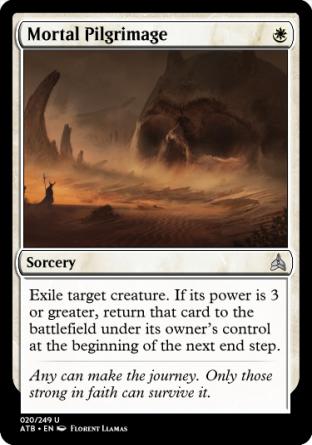 Mortal Pilgrimage
Sorcery
Exile target creature. If its power is 3
or greater, return that card to the
battlefield under its owner's control
at the beginning of the next end step.
Any can make the journey. Only those
strong in faith can survive it.
020/249 U
ATB • EN Florent Llamas